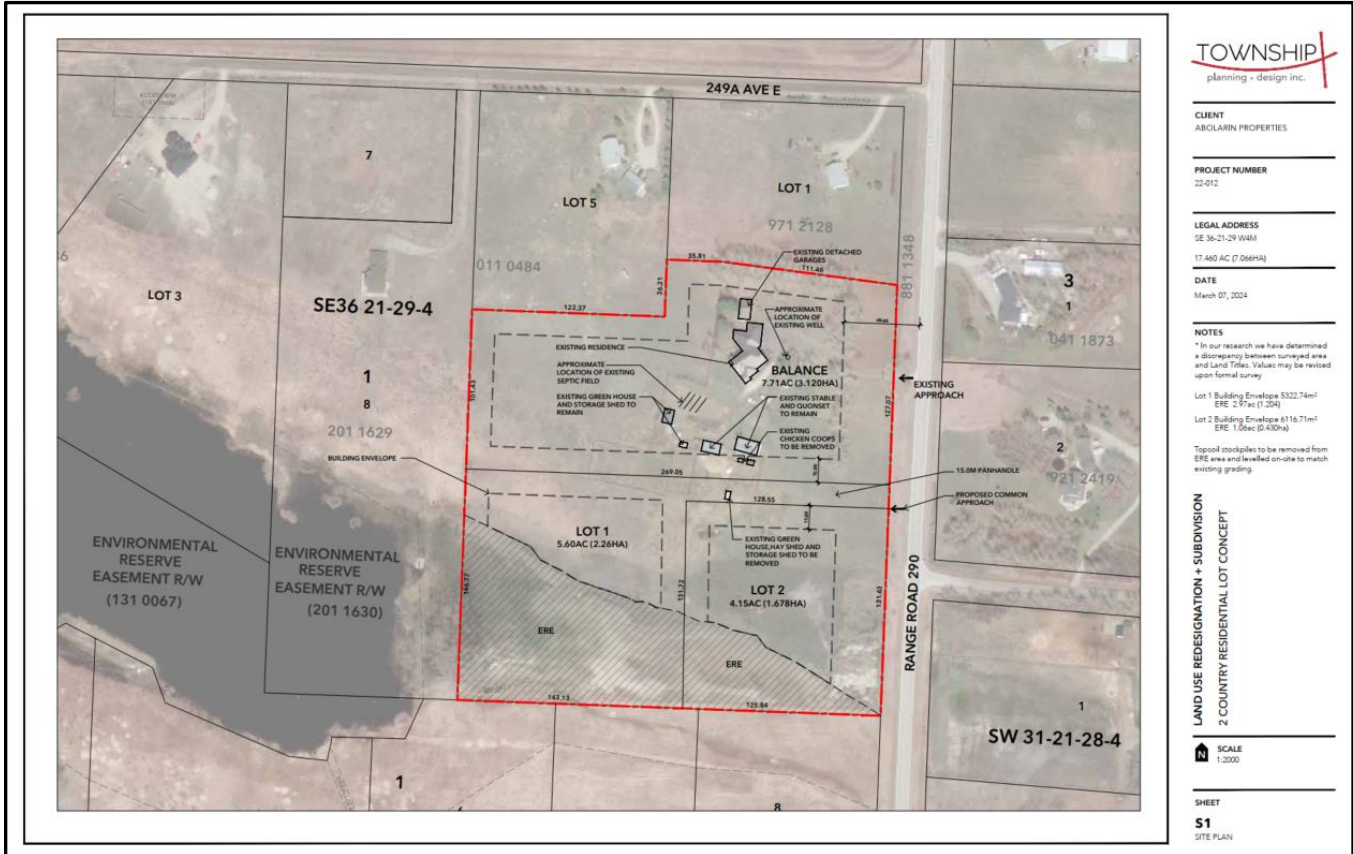 249A AVE E
7
LOT 5
LOT 1
971 2128
881 1348
011 0484
LOT 3
SE36 21-29-4
1
8
201 1629
35.81
111.46
36.21
122.37
101.43
EXISTING DETACHED
GARAGES
APPROXIMATE
LOCATION OF
EXISTING WELL
EXISTING RESIDENCE
APPROXIMATE
LOCATION OF EXISTING
SEPTIC FIELD
EXISTING GREEN HOUSE
AND STORAGE SHED TO
REMAIN
BALANCE
7.71AC (3.120HA)
EXISTING STABLE
AND QUONSET
TO REMAIN
EXISTING
CHICKEN COOPS
TO BE REMOVED
EXISTING
APPROACH
127.07
3
1
041 1873
2
921 2419
BUILDING ENVELOPE
269.05
128.55
15.0M PANHANDLE
PROPOSED COMMON
APPROACH
LOT 1
5.60AC (2.26HA)
EXISTING GREEN
HOUSE,HAY SHED AND
STORAGE SHED TO BE
REMOVED
LOT 2
4.15AC (1.678HA)
146.77
131.72
131.63
ERE
ERE
143.13
125.84
ENVIRONMENTAL
RESERVE
EASEMENT R/W
(131 0067)
ENVIRONMENTAL
RESERVE
EASEMENT R/W
(201 1630)
RANGE ROAD 290
1
SW 31-21-28-4
1
8
TOWNSHIP
planning + design inc.
CLIENT
ABOLARIN PROPERTIES
PROJECT NUMBER
22-012
LEGAL ADDRESS
SE 36-21-29 W4M
17.460 AC (7.066HA)
DATE
March 07, 2024
NOTES
* In our research we have determined
a discrepancy between surveyed area
and Land Titles. Values may be revised
upon formal survey
Lot 1 Building Envelope 5322.74m²
ERE 2.97ac (1.204)
Lot 2 Building Envelope 6116.71m²
ERE 1.06ac (0.430ha)
Topsoil stockpiles to be removed from
ERE area and levelled on-site to match
existing grading.
LAND USE REDESIGNATION + SUBDIVISION
2 COUNTRY RESIDENTIAL LOT CONCEPT
N
SCALE
1:2000
SHEET
S1
SITE PLAN